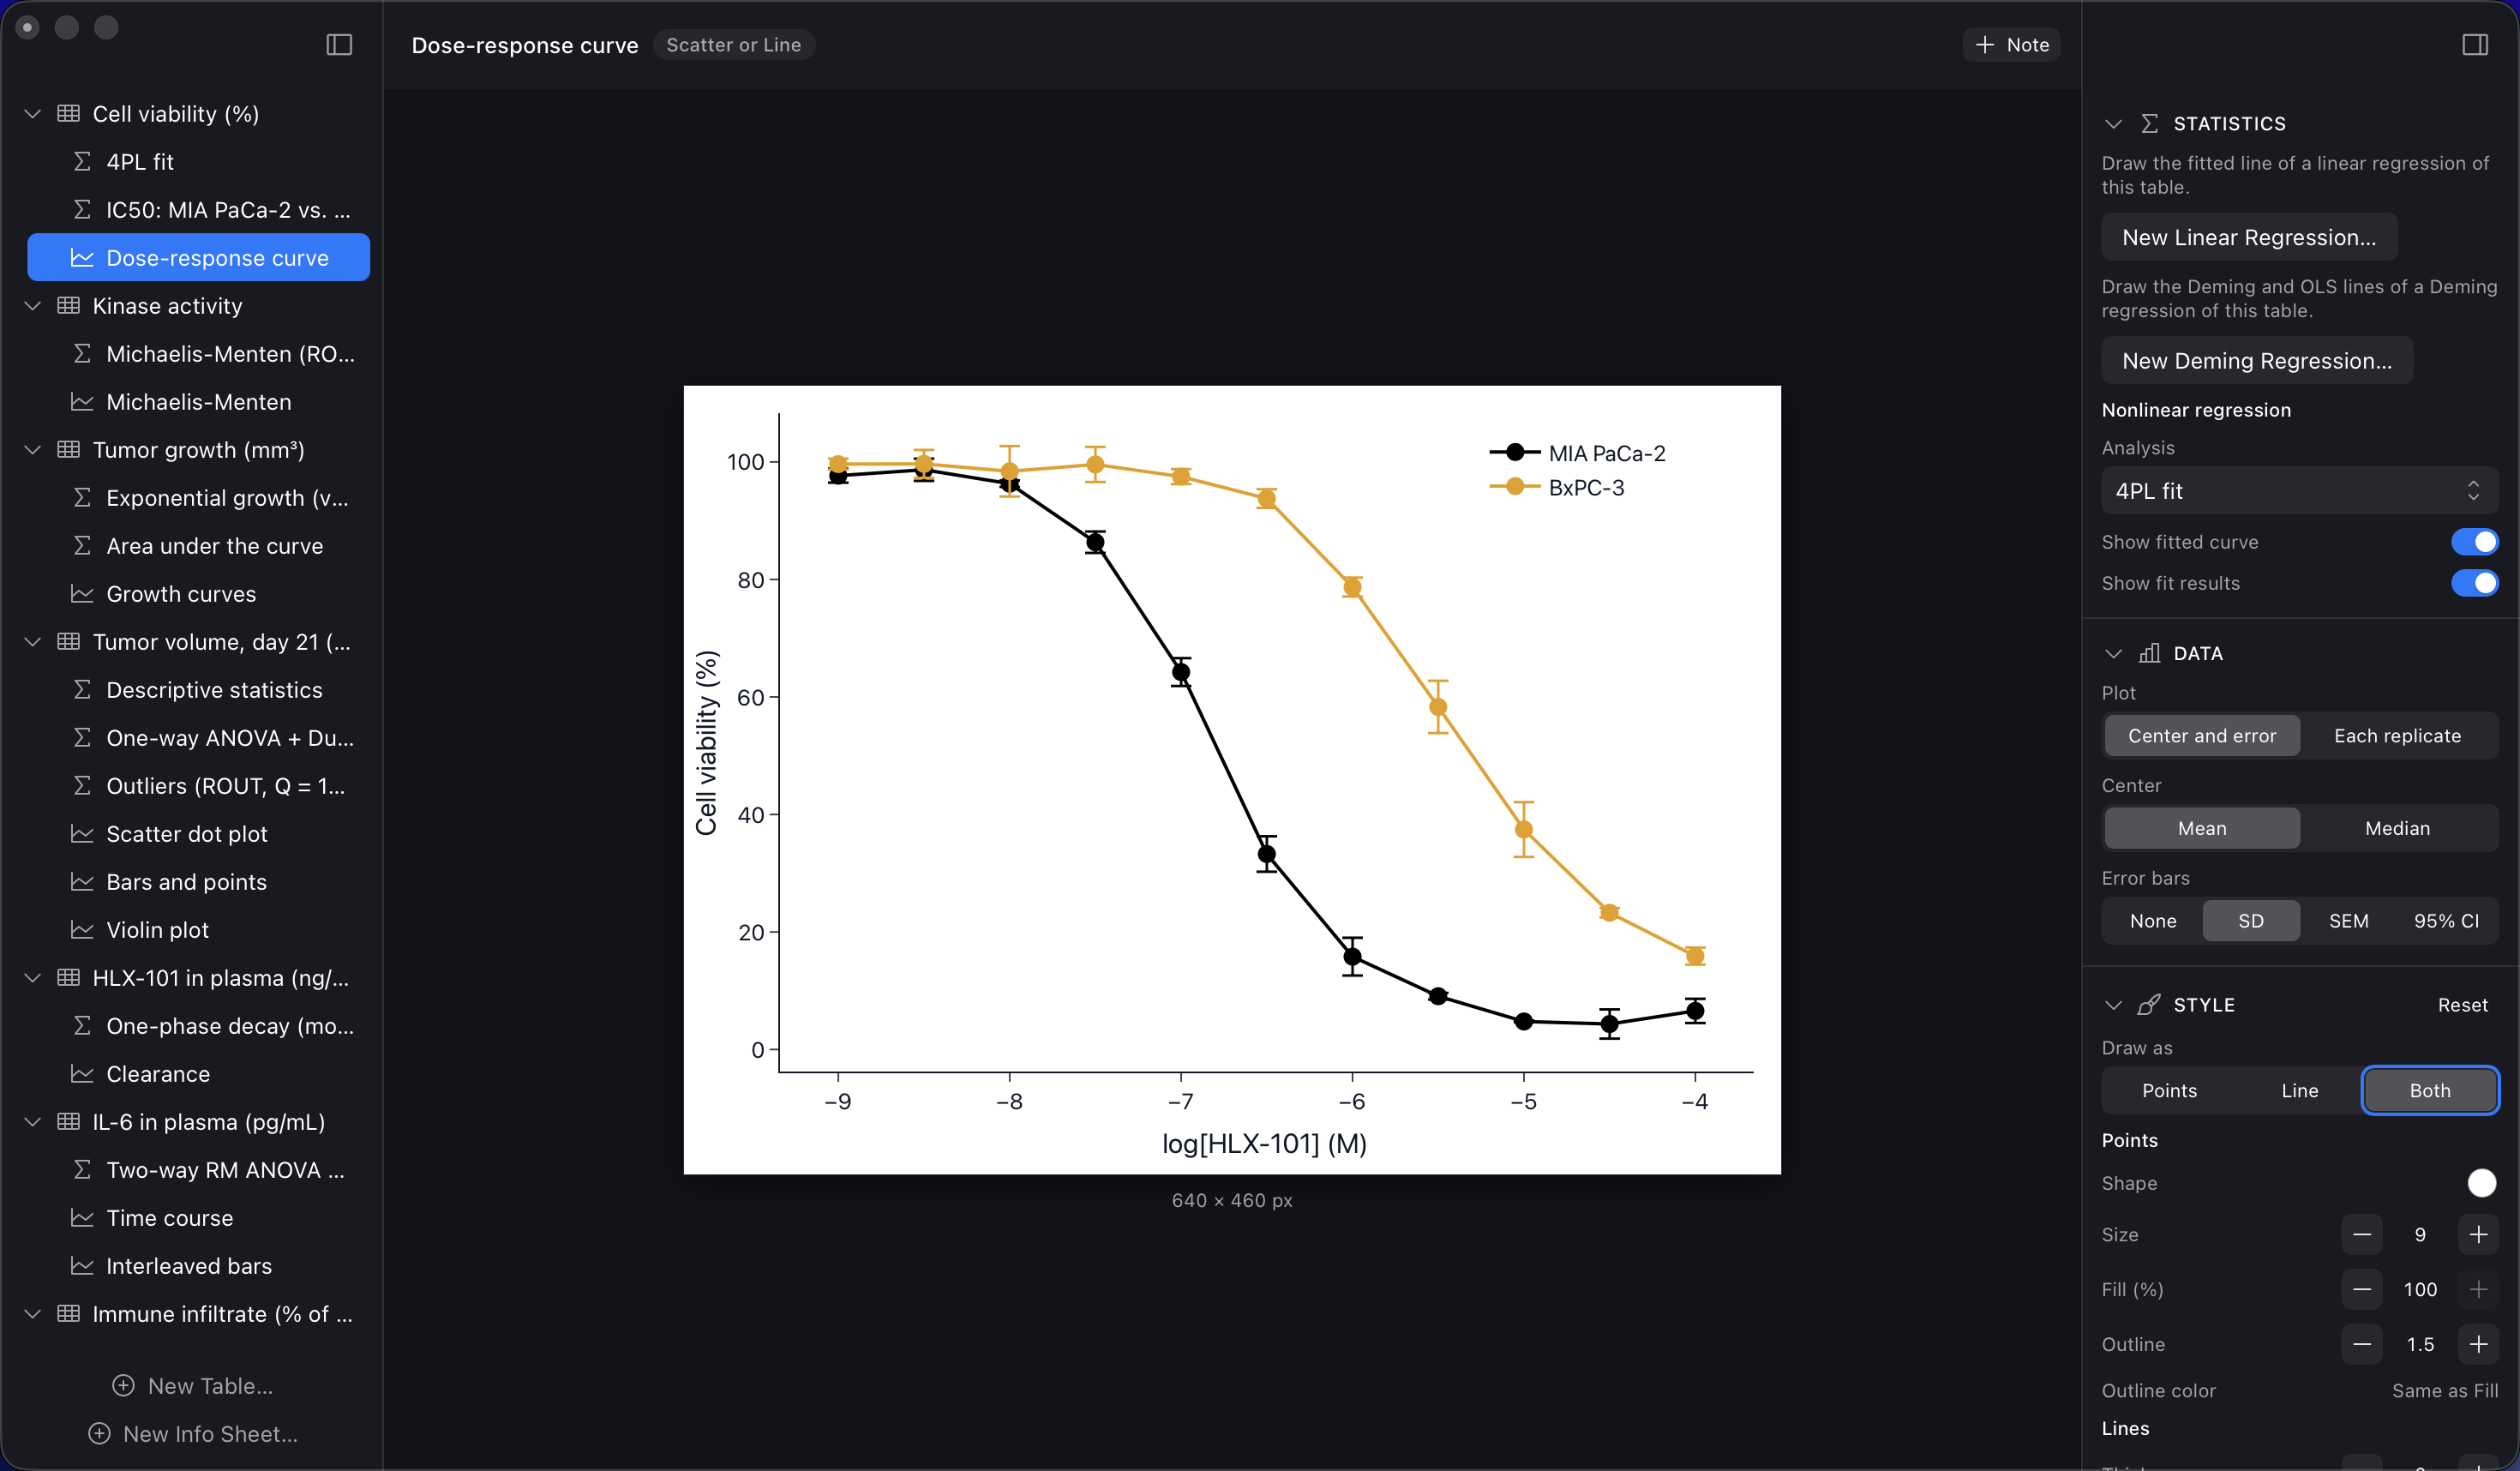 Dose-response curve
Scatter or Line
Note
Cell viability (%)
4PL fit
IC50: MIA PaCa-2 vs. ...
Dose-response curve
Kinase activity
Michaelis-Menten (RO...
Michaelis-Menten
Tumor growth (mm³)
Exponential growth (v...
Area under the curve
Growth curves
Tumor volume, day 21 (...
Descriptive statistics
One-way ANOVA + Du...
Outliers (ROUT, Q = 1...
Scatter dot plot
Bars and points
Violin plot
HLX-101 in plasma (ng/...
One-phase decay (mo...
Clearance
IL-6 in plasma (pg/mL)
Two-way RM ANOVA ...
Time course
Interleaved bars
Immune infiltrate (% of ...
New Table...
New Info Sheet...
MIA PaCa-2
BxPC-3
Cell viability (%)
100
80
60
40
20
0
−9 −8 −7 −6 −5 −4
log[HLX-101] (M)
640 × 460 px
STATISTICS
Draw the fitted line of a linear regression of
this table.
New Linear Regression...
Draw the Deming and OLS lines of a Deming
regression of this table.
New Deming Regression...
Nonlinear regression
Analysis
4PL fit
Show fitted curve
Show fit results
DATA
Plot
Center and error Each replicate
Center
Mean Median
Error bars
None SD SEM 95% CI
STYLE Reset
Draw as
Points Line Both
Points
Shape
Size 9
Fill (%) 100
Outline 1.5
Outline color Same as Fill
Lines